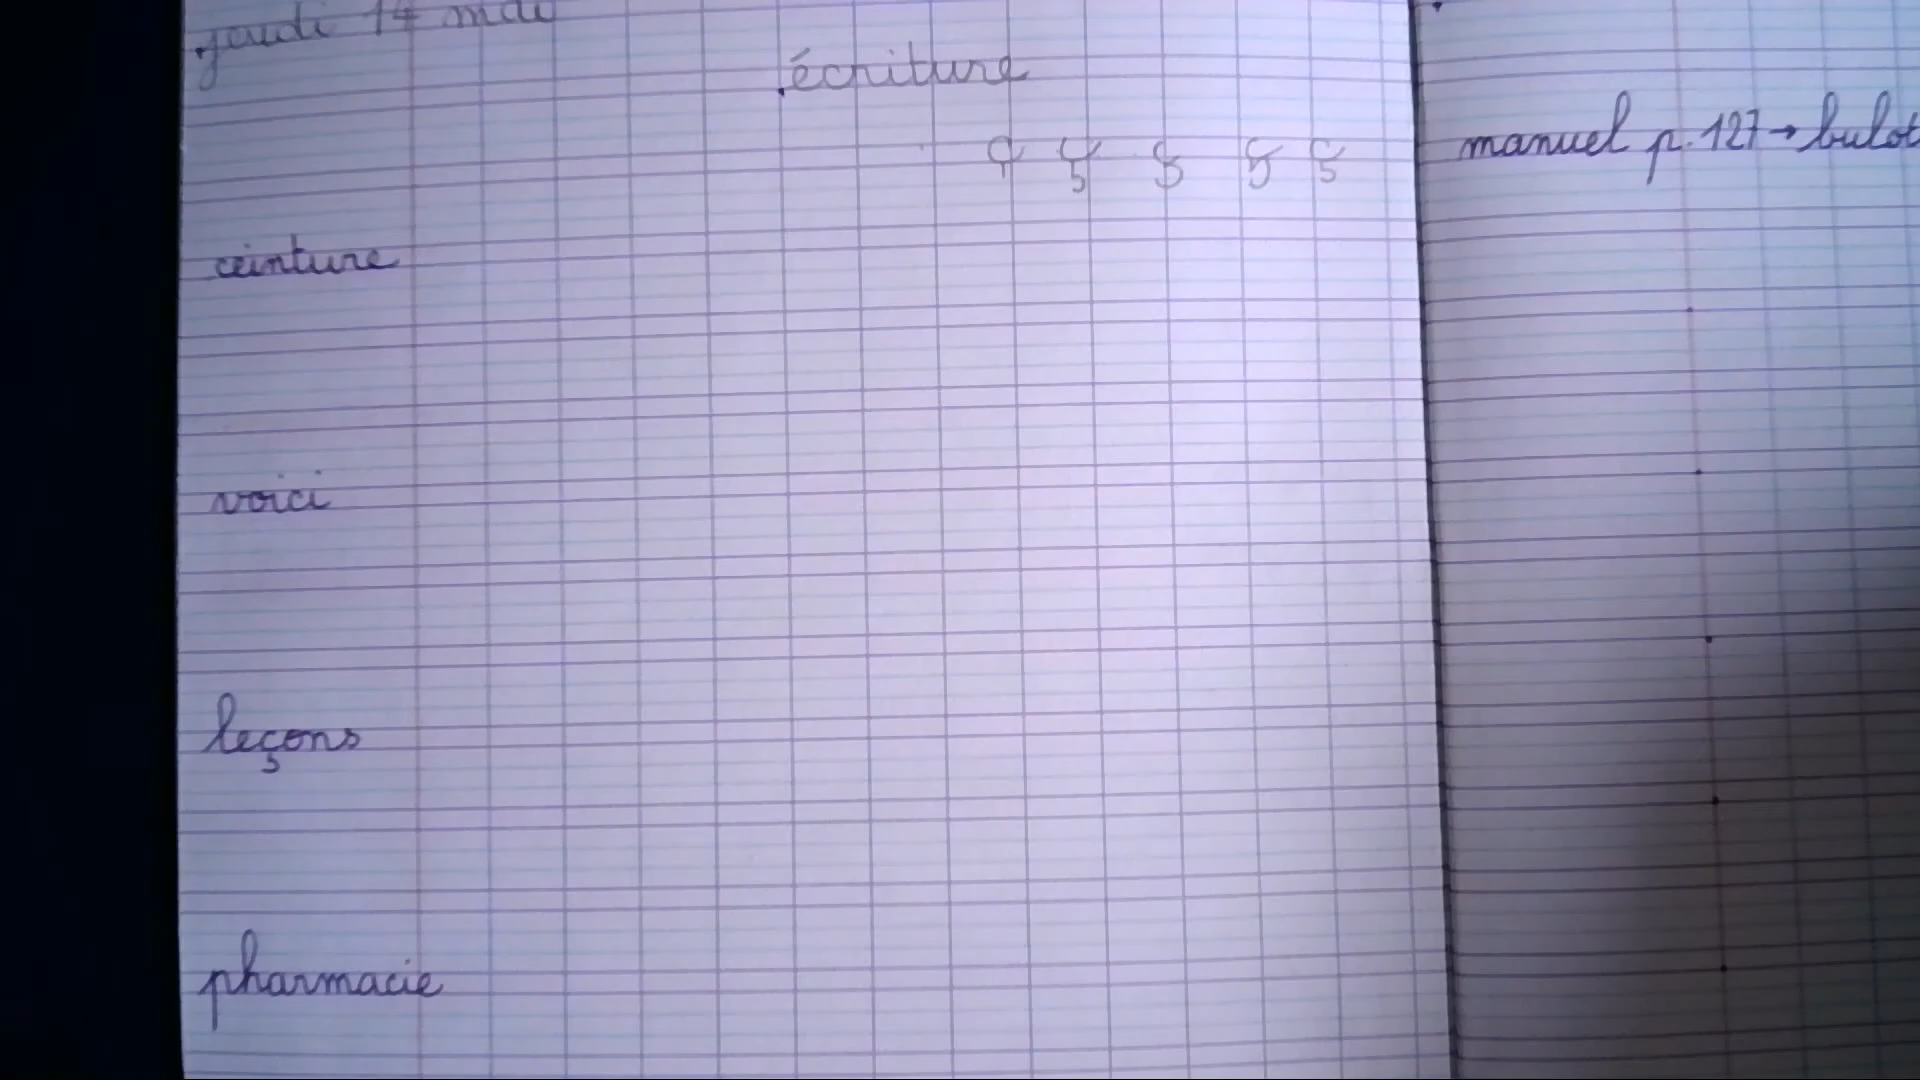 jeudi 14 mai
écriture
ceinture
voici
leçons
pharmacie
manuel p. 127 → bulot